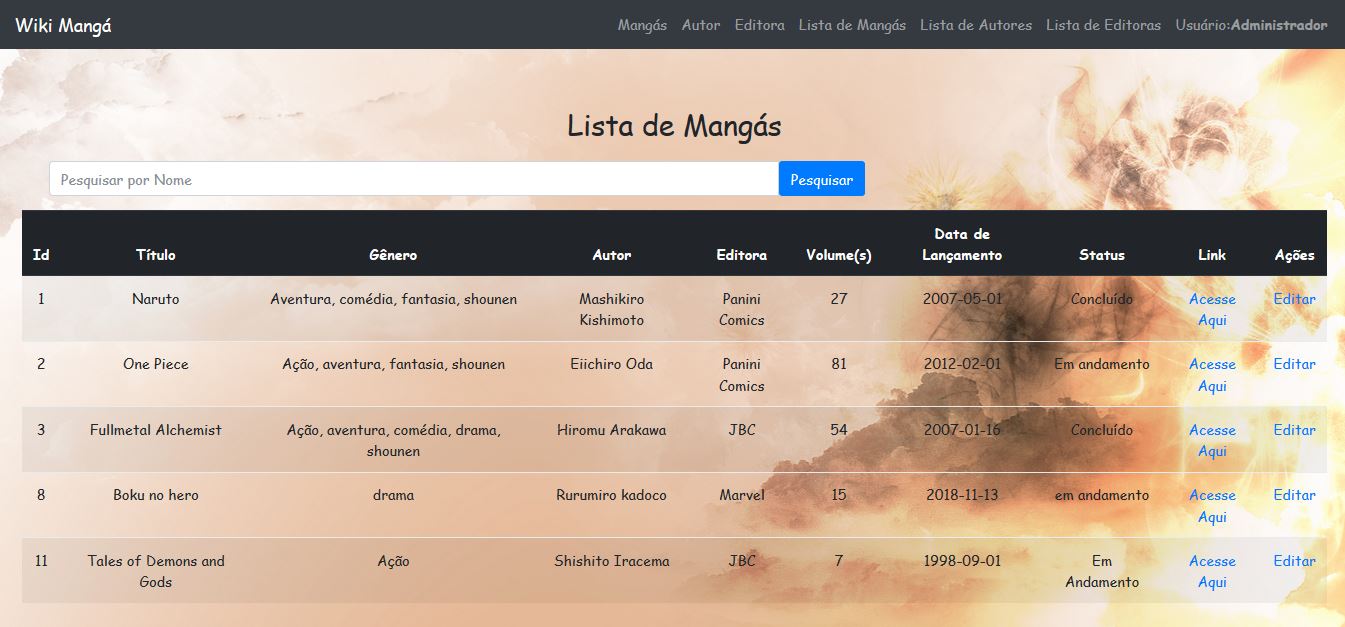 Wiki Mangá
Mangás Autor Editora Lista de Mangás Lista de Autores Lista de Editoras Usuário:Administrador
Lista de Mangás
Pesquisar por Nome Pesquisar
Id Título Gênero Autor Editora Volume(s) Data de Lançamento Status Link Ações
1 Naruto Aventura, comédia, fantasia, shounen Mashikiro Kishimoto Panini Comics 27 2007-05-01 Concluído Acesse Aqui Editar
2 One Piece Ação, aventura, fantasia, shounen Eiichiro Oda Panini Comics 81 2012-02-01 Em andamento Acesse Aqui Editar
3 Fullmetal Alchemist Ação, aventura, comédia, drama, shounen Hiromu Arakawa JBC 54 2007-01-16 Concluído Acesse Aqui Editar
8 Boku no hero drama Rurumiro kadoco Marvel 15 2018-11-13 em andamento Acesse Aqui Editar
11 Tales of Demons and Gods Ação Shishito Iracema JBC 7 1998-09-01 Em Andamento Acesse Aqui Editar